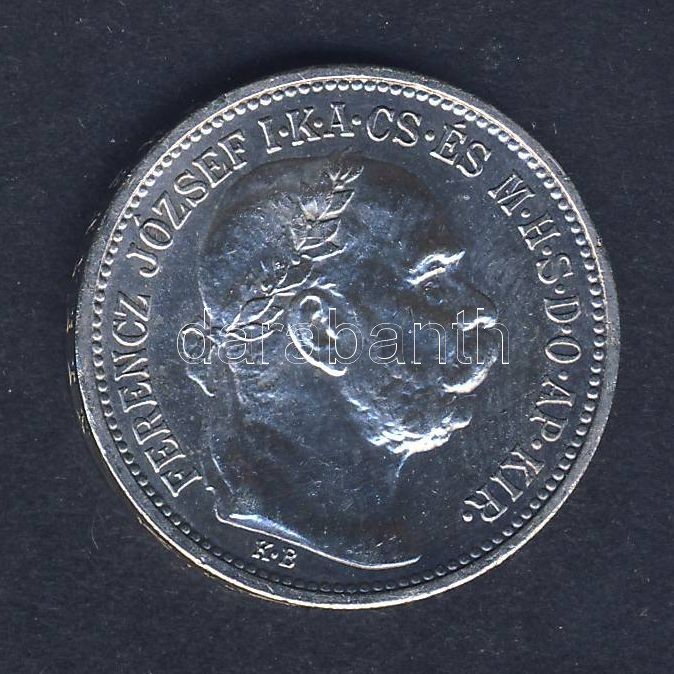 FERENCZ JÓZSEF I·K·A·CS·ÉS M·H·S·D·O·AP·KIR·
K·B
darabanth